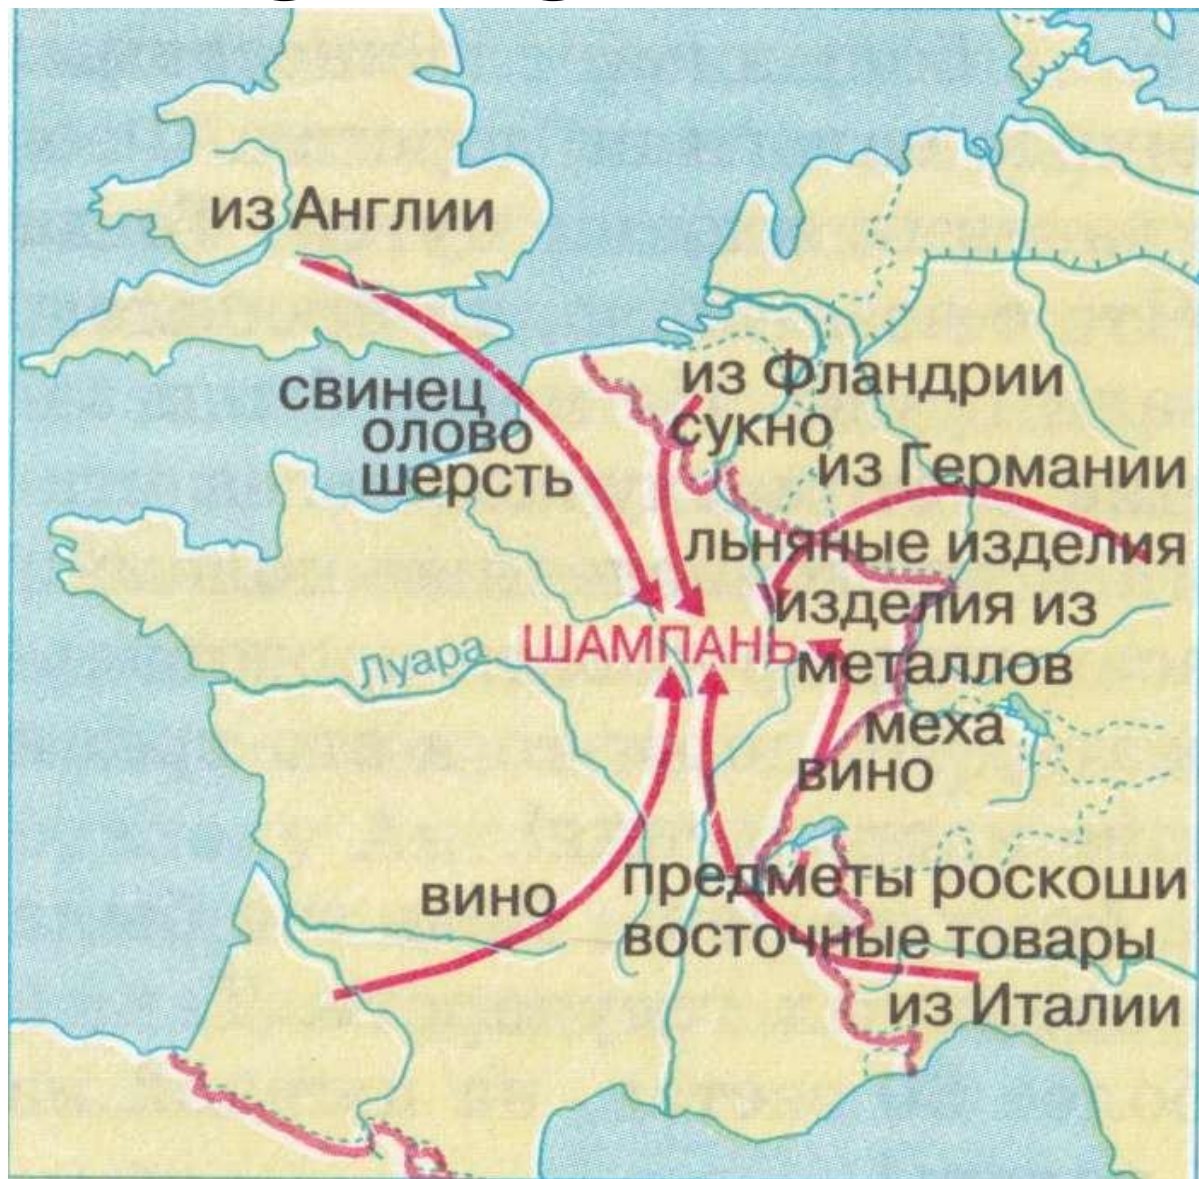 из Англии
свинец
олово
шерсть
из Фландрии
сукно
из Германии
льняные изделия
изделия из
металлов
меха
вино
ШАМПАНЬ
Луара
вино
предметы роскоши
восточные товары
из Италии